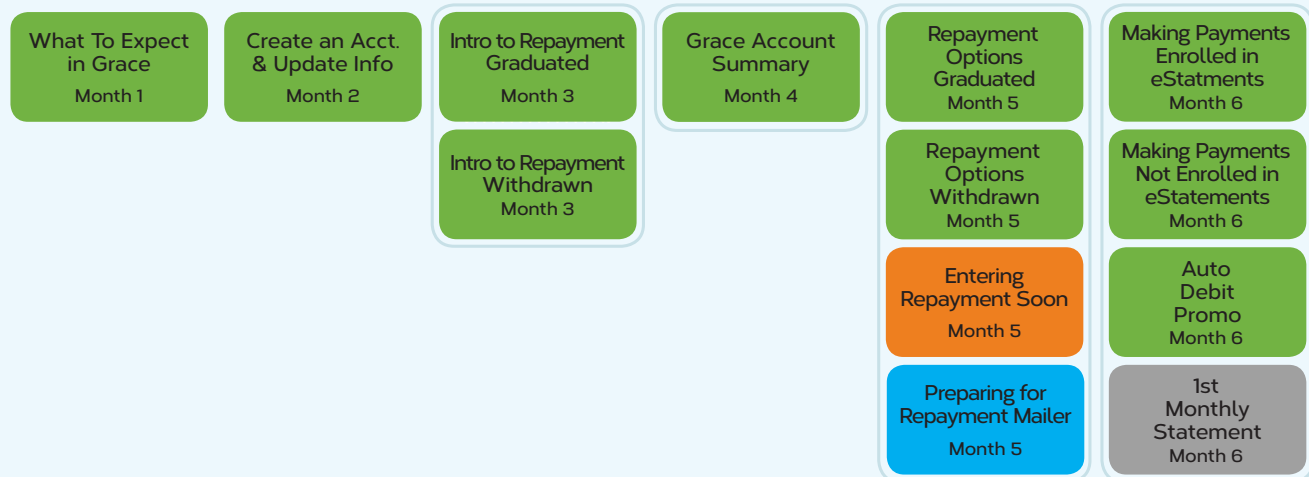 What To Expect
in Grace
Month 1
Create an Acct.
& Update Info
Month 2
Intro to Repayment
Graduated
Month 3
Intro to Repayment
Withdrawn
Month 3
Grace Account
Summary
Month 4
Repayment
Options
Graduated
Month 5
Repayment
Options
Withdrawn
Month 5
Entering
Repayment Soon
Month 5
Preparing for
Repayment Mailer
Month 5
Making Payments
Enrolled in
eStatments
Month 6
Making Payments
Not Enrolled in
eStatements
Month 6
Auto
Debit
Promo
Month 6
1st
Monthly
Statement
Month 6